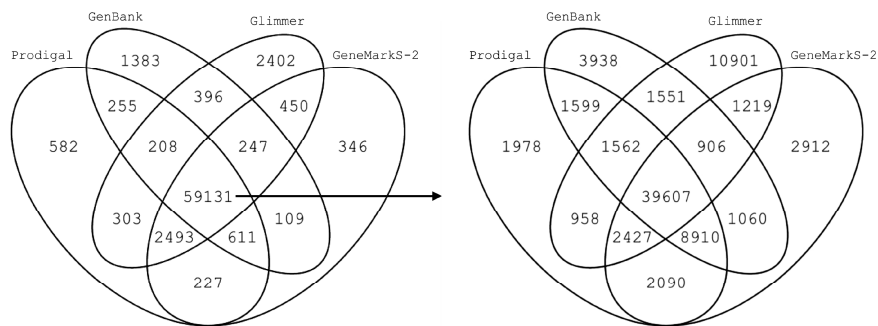 GenBank Glimmer
Prodigal GeneMarkS-2
1383 2402
396
255 450
582 208 247 346
59131
303 109
2493 611
227
GenBank Glimmer
Prodigal GeneMarkS-2
3938 10901
1551
1599 1219
1978 1562 906 2912
39607
958 1060
2427 8910
2090